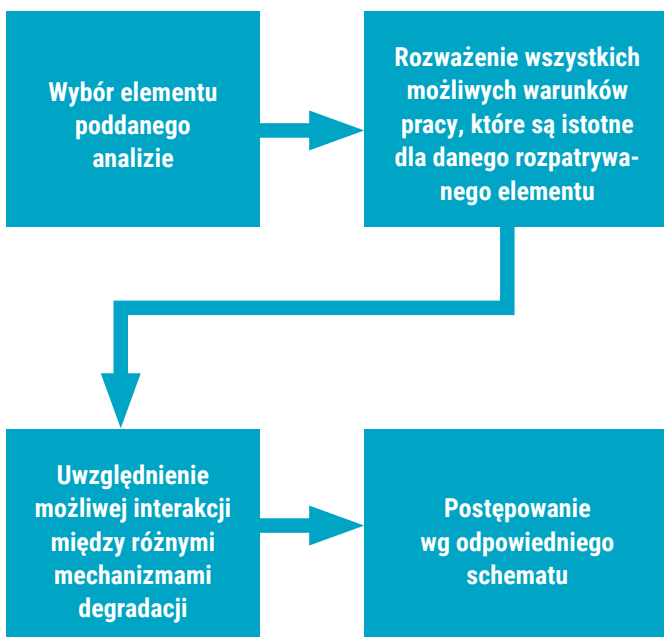 Wybór elementu
poddanego
analizie
Rozważenie wszystkich
możliwych warunków
pracy, które są istotne
dla danego rozpatrywa-
nego elementu
Uwzględnienie
możliwej interakcji
między różnymi
mechanizmami
degradacji
Postępowanie
wg odpowiedniego
schematu